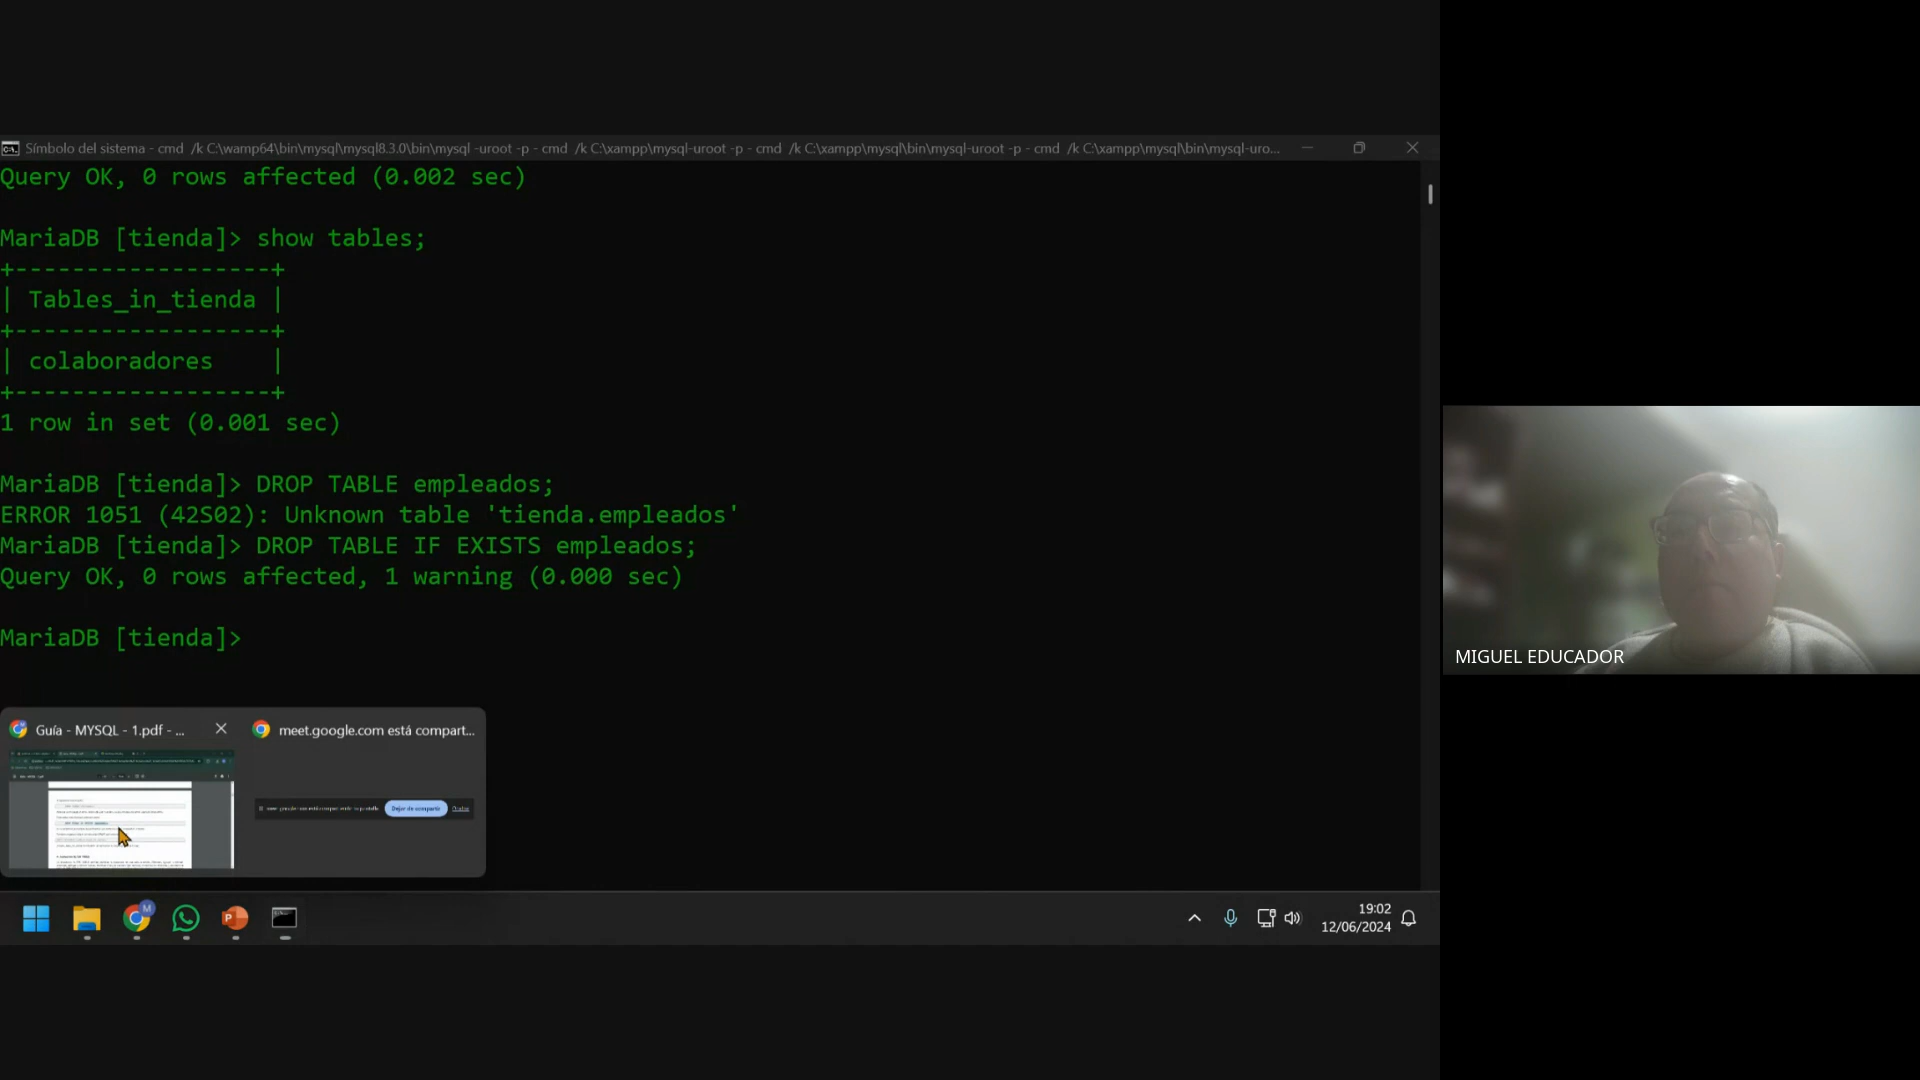 Símbolo del sistema - cmd /k C:\wamp64\bin\mysql\mysql8.3.0\bin\mysql -uroot -p - cmd /k C:\xampp\mysql-uroot -p - cmd /k C:\xampp\mysql\bin\mysql-uroot -p - cmd /k C:\xampp\mysql\bin\mysql-uro...
Query OK, 0 rows affected (0.002 sec)
MariaDB [tienda]> show tables;
+------------------+
| Tables_in_tienda |
+------------------+
| colaboradores    |
+------------------+
1 row in set (0.001 sec)
MariaDB [tienda]> DROP TABLE empleados;
ERROR 1051 (42S02): Unknown table 'tienda.empleados'
MariaDB [tienda]> DROP TABLE IF EXISTS empleados;
Query OK, 0 rows affected, 1 warning (0.000 sec)
MariaDB [tienda]>
MIGUEL EDUCADOR
Guía - MYSQL - 1.pdf - ...
meet.google.com está compart...
Dejar de compartir
19:02
12/06/2024